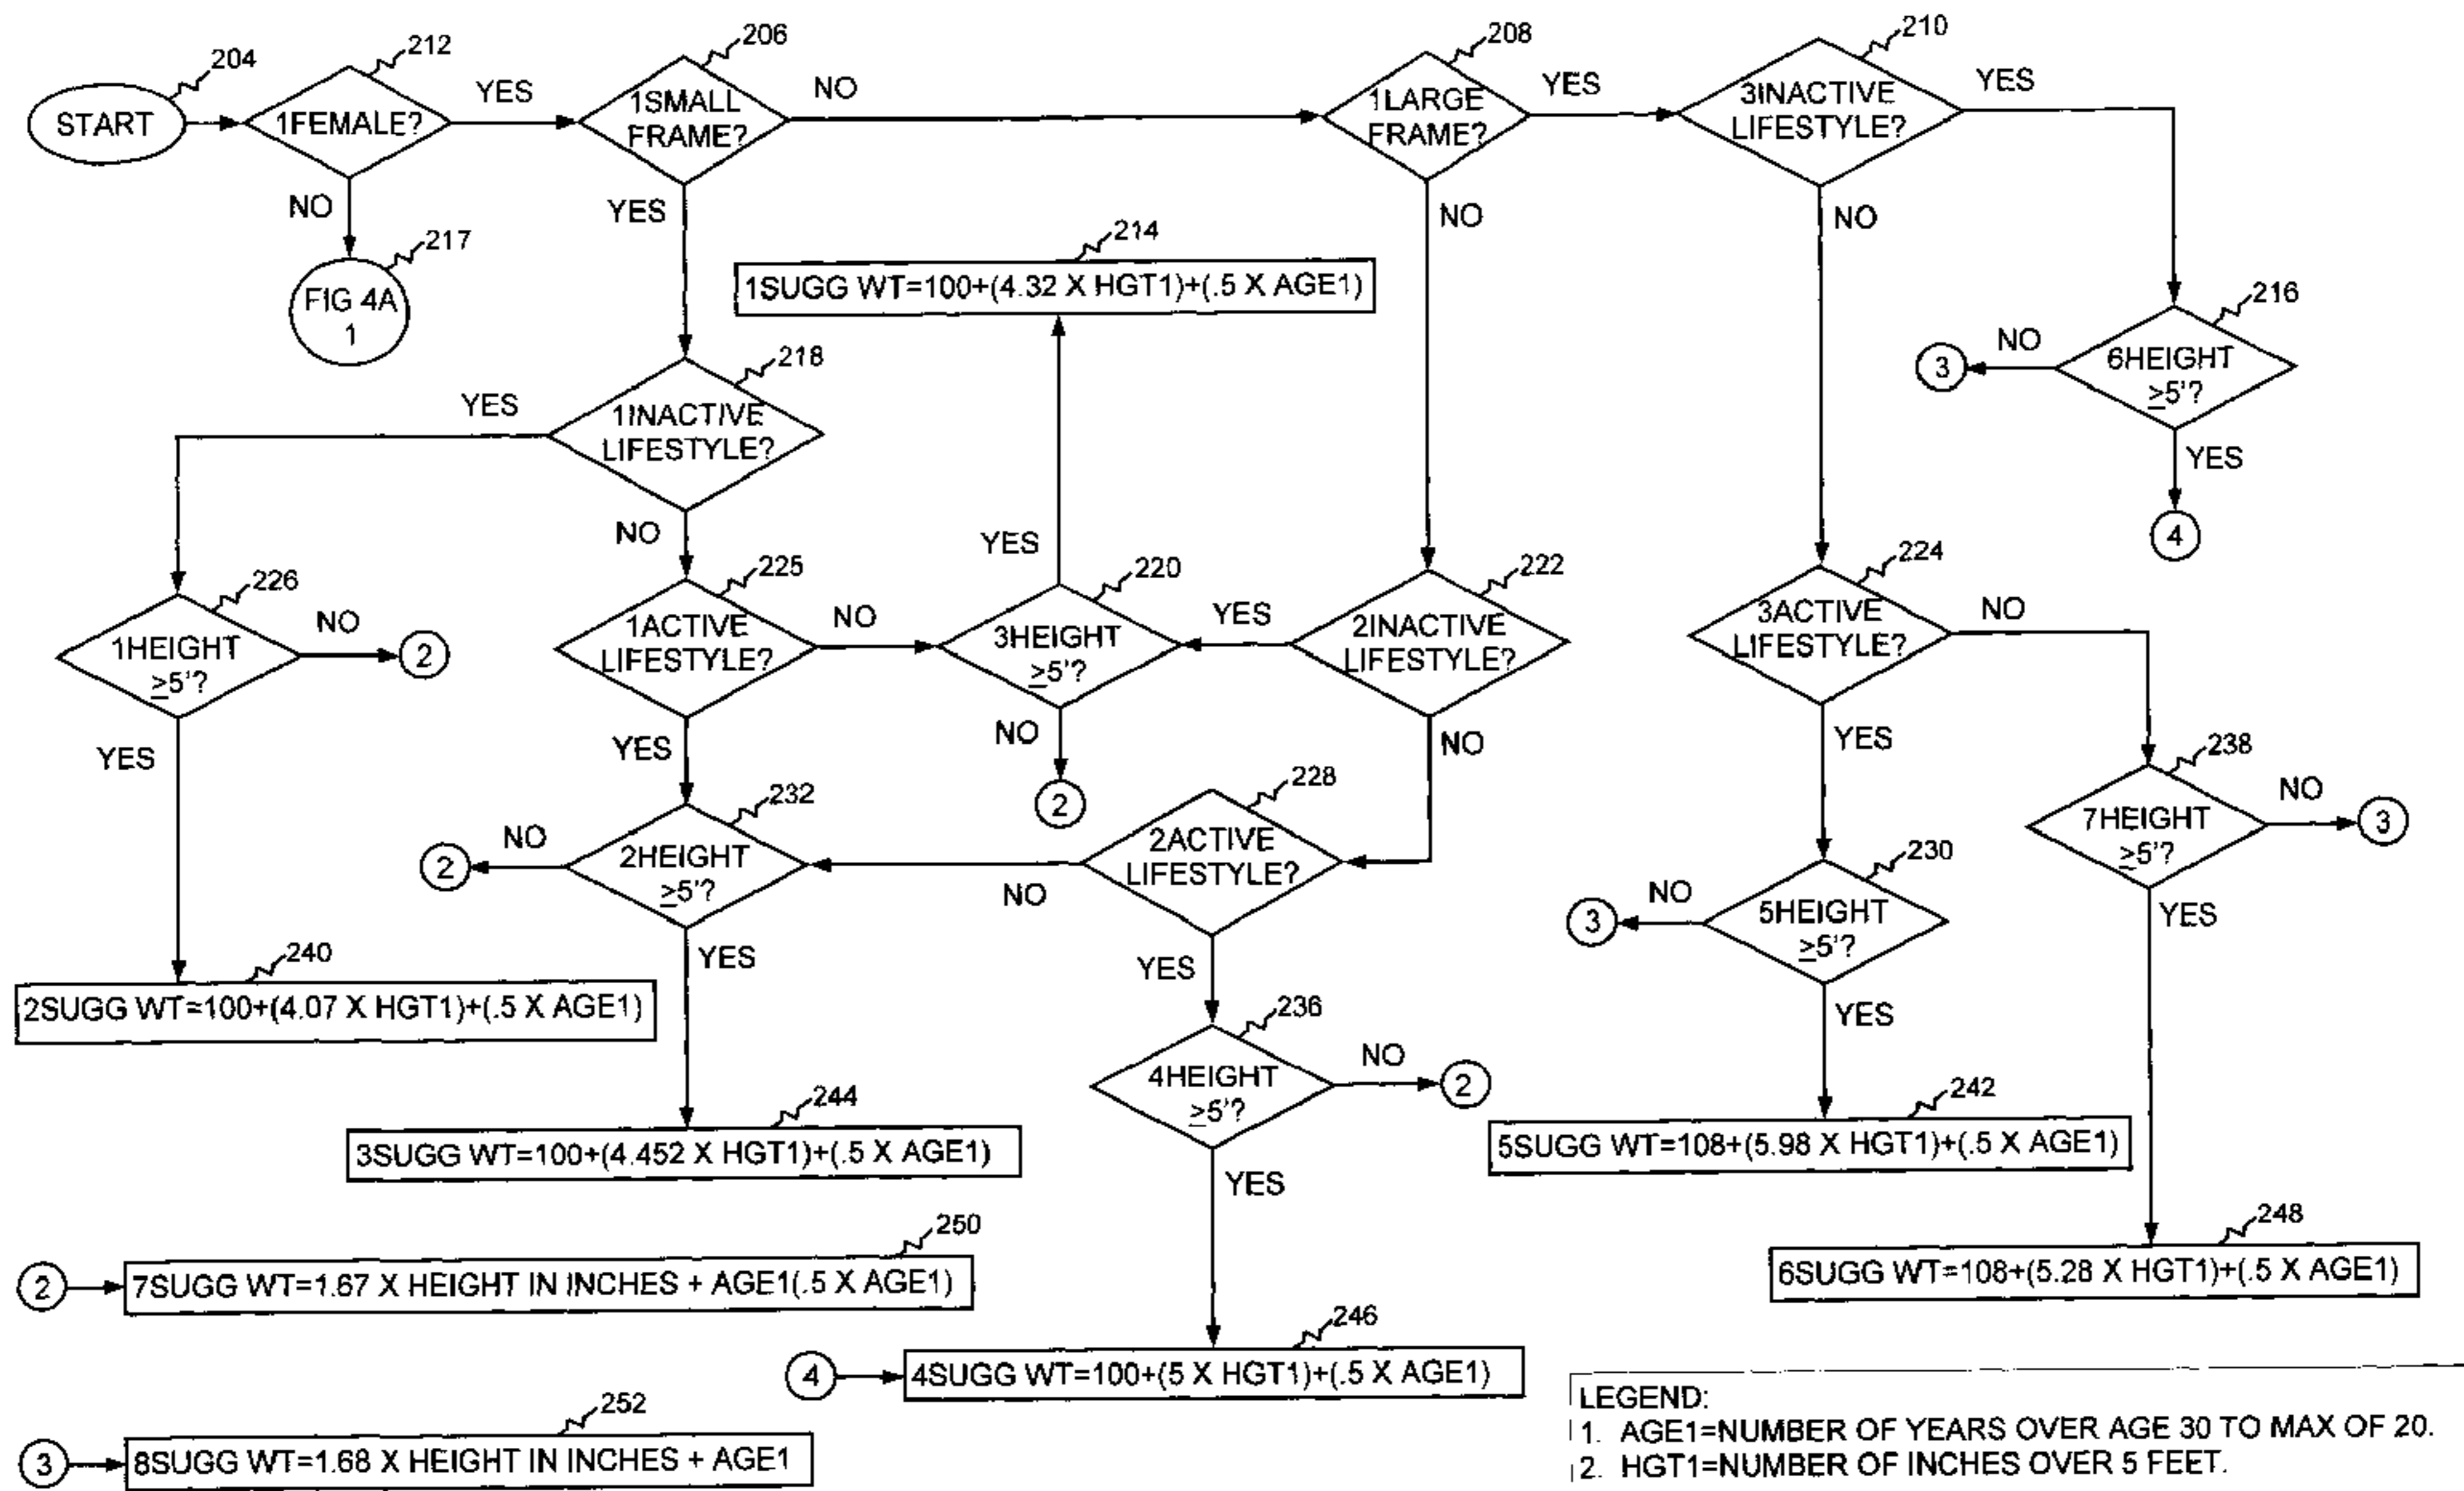 204
START
212
1FEMALE?
YES
NO
217
FIG 4A
1
206
1SMALL
FRAME?
NO
YES
208
1LARGE
FRAME?
YES
NO
210
3INACTIVE
LIFESTYLE?
YES
NO
214
1SUGG WT=100+(4.32 X HGT1)+(.5 X AGE1)
216
6HEIGHT
≥5'?
NO
3
YES
4
218
1INACTIVE
LIFESTYLE?
YES
NO
226
1HEIGHT
≥5'?
NO
2
YES
225
1ACTIVE
LIFESTYLE?
NO
YES
220
3HEIGHT
≥5'?
YES
NO
2
222
2INACTIVE
LIFESTYLE?
YES
NO
224
3ACTIVE
LIFESTYLE?
NO
YES
232
2HEIGHT
≥5'?
NO
2
YES
228
2ACTIVE
LIFESTYLE?
NO
YES
238
7HEIGHT
≥5'?
NO
3
YES
230
5HEIGHT
≥5'?
NO
3
YES
240
2SUGG WT=100+(4.07 X HGT1)+(.5 X AGE1)
236
4HEIGHT
≥5'?
NO
2
YES
244
3SUGG WT=100+(4.452 X HGT1)+(.5 X AGE1)
242
5SUGG WT=108+(5.98 X HGT1)+(.5 X AGE1)
250
2
7SUGG WT=1.67 X HEIGHT IN INCHES + AGE1(.5 X AGE1)
248
6SUGG WT=108+(5.28 X HGT1)+(.5 X AGE1)
246
4
4SUGG WT=100+(5 X HGT1)+(.5 X AGE1)
252
3
8SUGG WT=1.68 X HEIGHT IN INCHES + AGE1
LEGEND:
1. AGE1=NUMBER OF YEARS OVER AGE 30 TO MAX OF 20.
2. HGT1=NUMBER OF INCHES OVER 5 FEET.